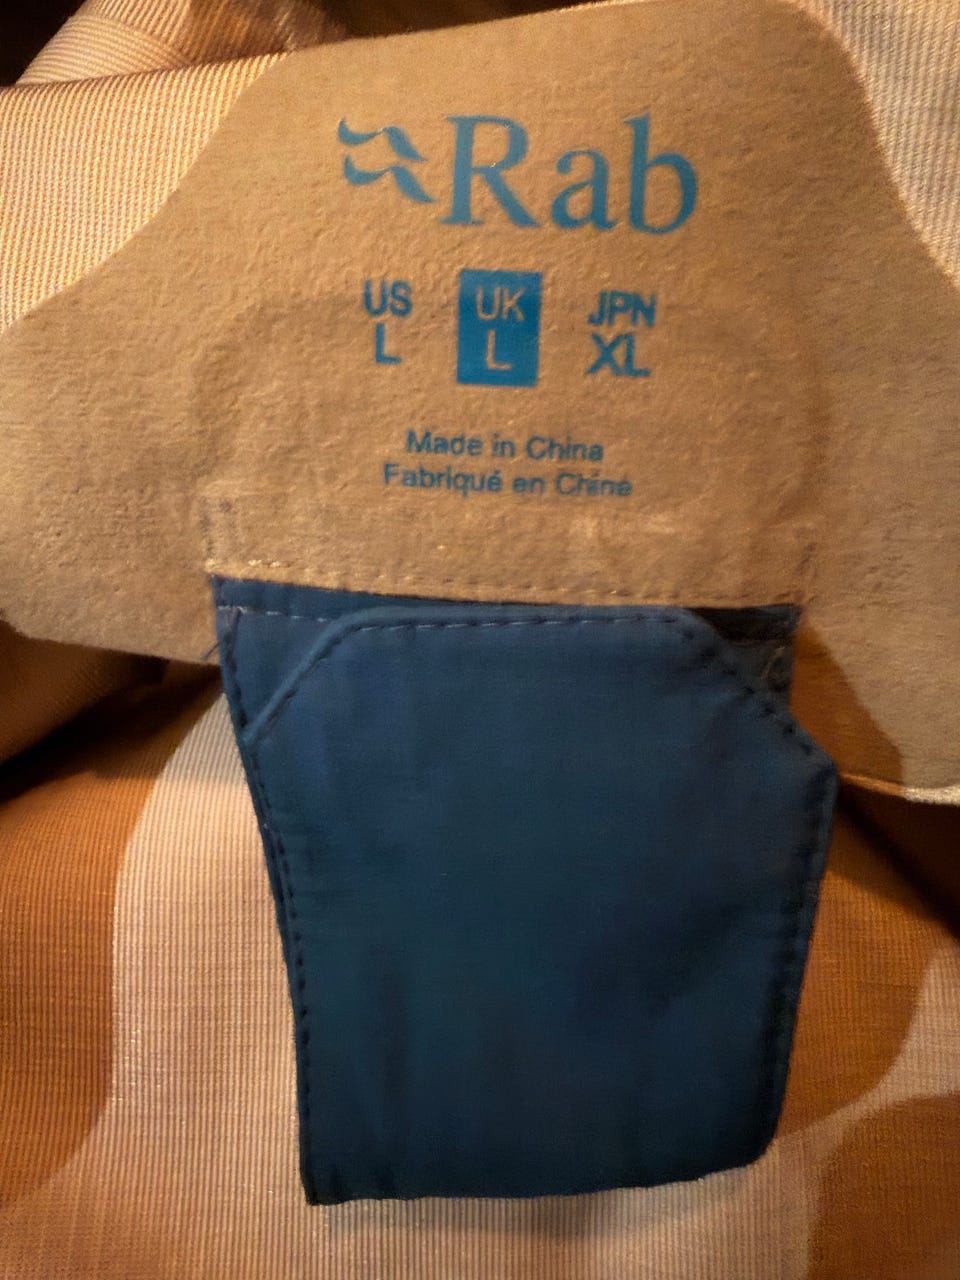 Rab
US UK JPN
L L XL
Made in China
Fabriqué en Chine